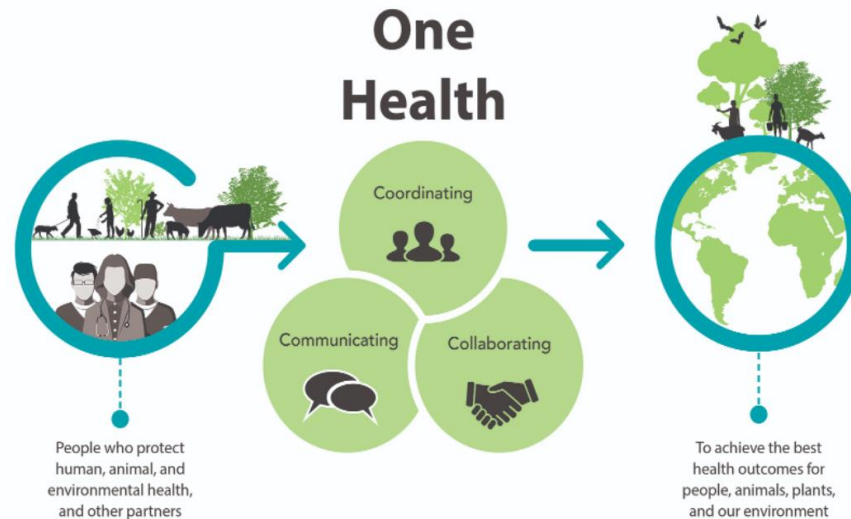 One
Health
Coordinating
Communicating
Collaborating
People who protect
human, animal, and
environmental health,
and other partners
To achieve the best
health outcomes for
people, animals, plants,
and our environment